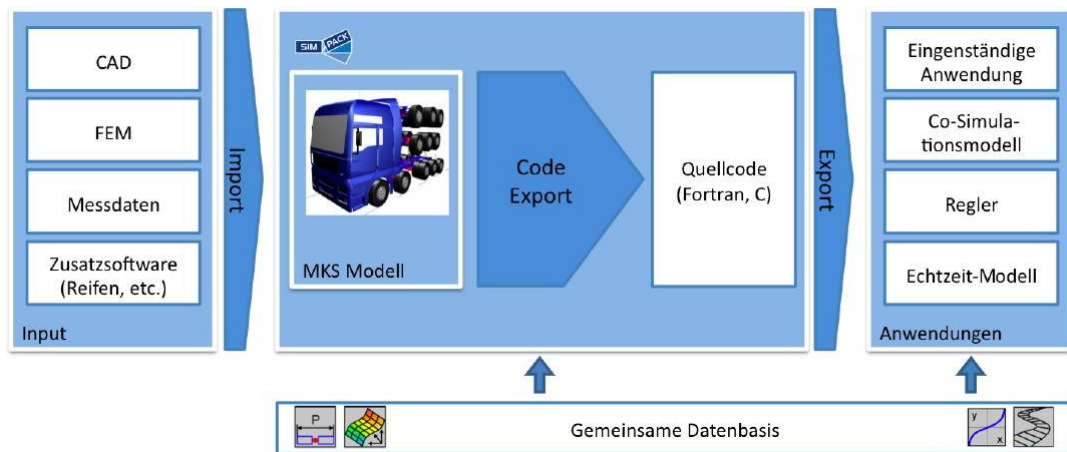 CAD
FEM
Messdaten
Zusatzsoftware
(Reifen, etc.)
Input
Import
SIM
PACK
MKS Modell
Code
Export
Quellcode
(Fortran, C)
Export
Eingenständige
Anwendung
Co-Simula-
tionsmodell
Regler
Echtzeit-Modell
Anwendungen
P
Gemeinsame Datenbasis
y
x